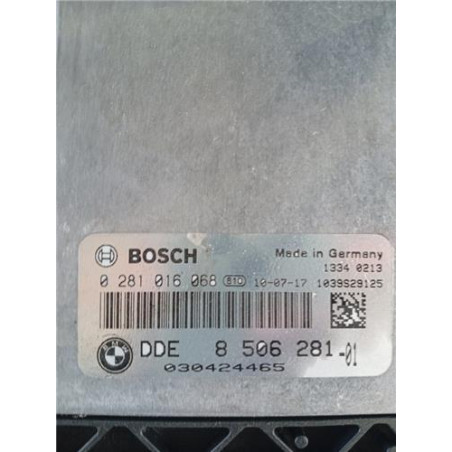 BOSCH
Made in Germany
1334 0213
0 281 016 068 10-07-17 1039S29125
BMW
DDE 8 506 281-01
030424465